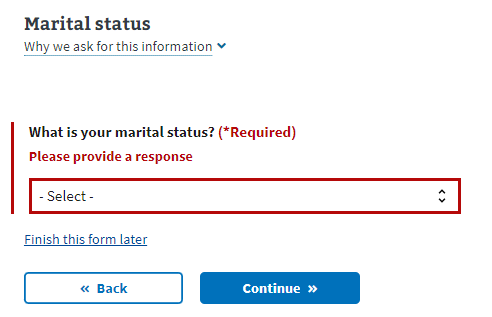 Marital status
Why we ask for this information
What is your marital status? (*Required)
Please provide a response
- Select -
Finish this form later
« Back
Continue »